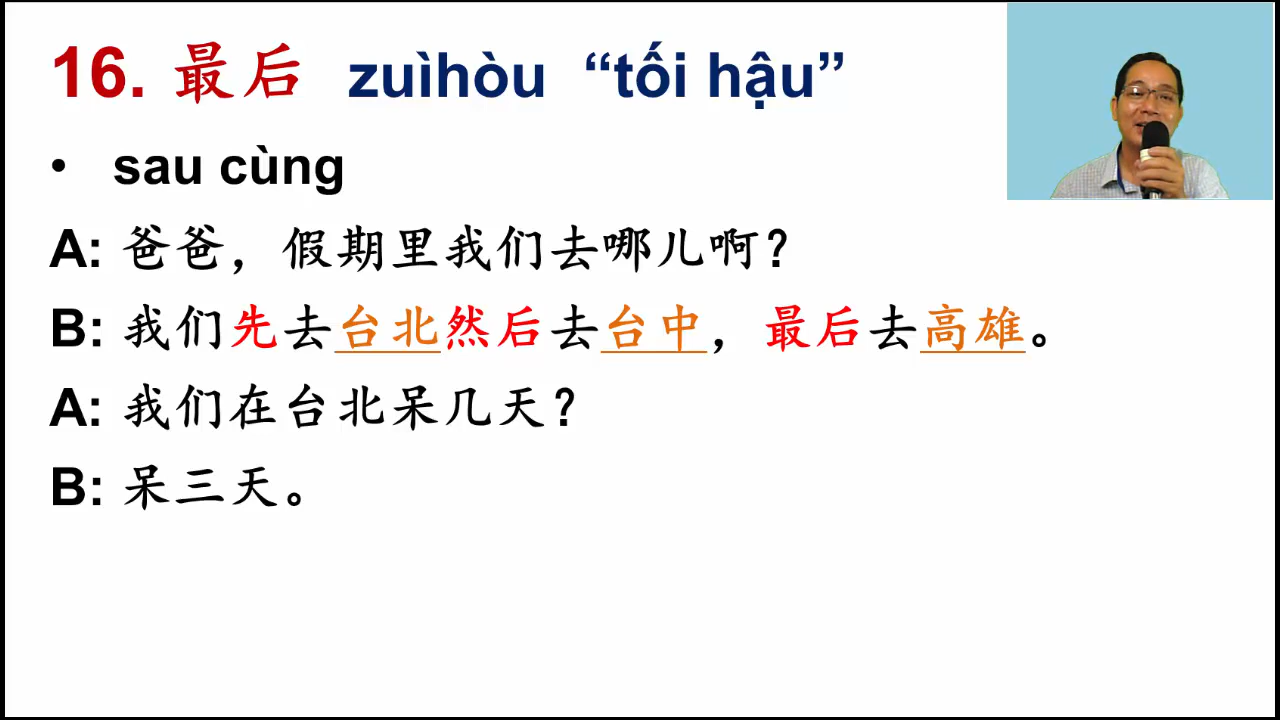 16. 最后 zuìhòu “tối hậu”
• sau cùng
A: 爸爸，假期里我们去哪儿啊？
B: 我们先去台北然后去台中，最后去高雄。
A: 我们在台北呆几天？
B: 呆三天。